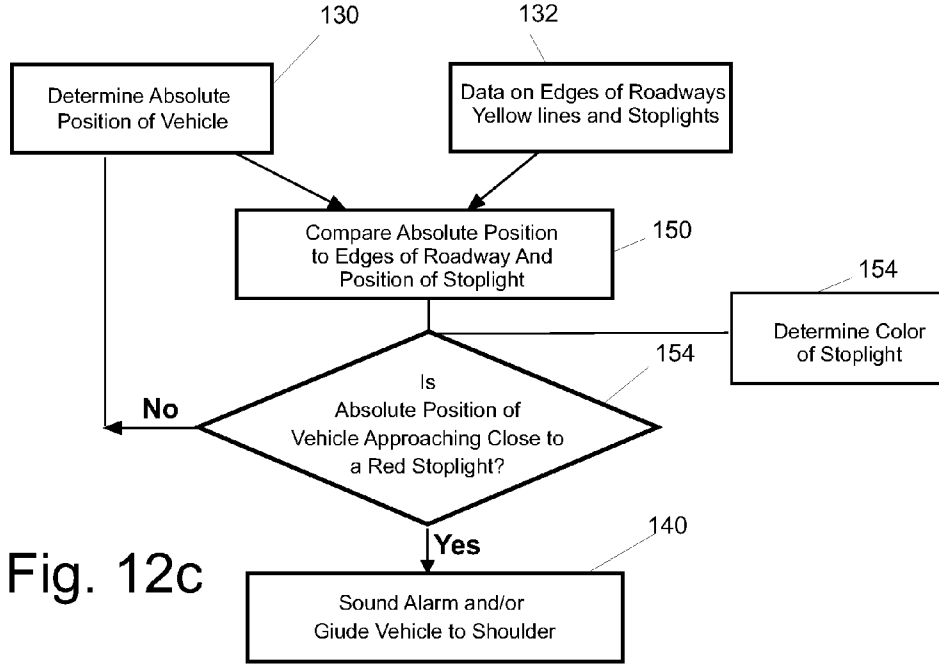 130
132
Determine Absolute
Position of Vehicle
Data on Edges of Roadways
Yellow lines and Stoplights
Compare Absolute Position
to Edges of Roadway And
Position of Stoplight
150
154
Determine Color
of Stoplight
154
Is
Absolute Position of
Vehicle Approaching Close to
a Red Stoplight?
No
Yes
140
Sound Alarm and/or
Giude Vehicle to Shoulder
Fig. 12c